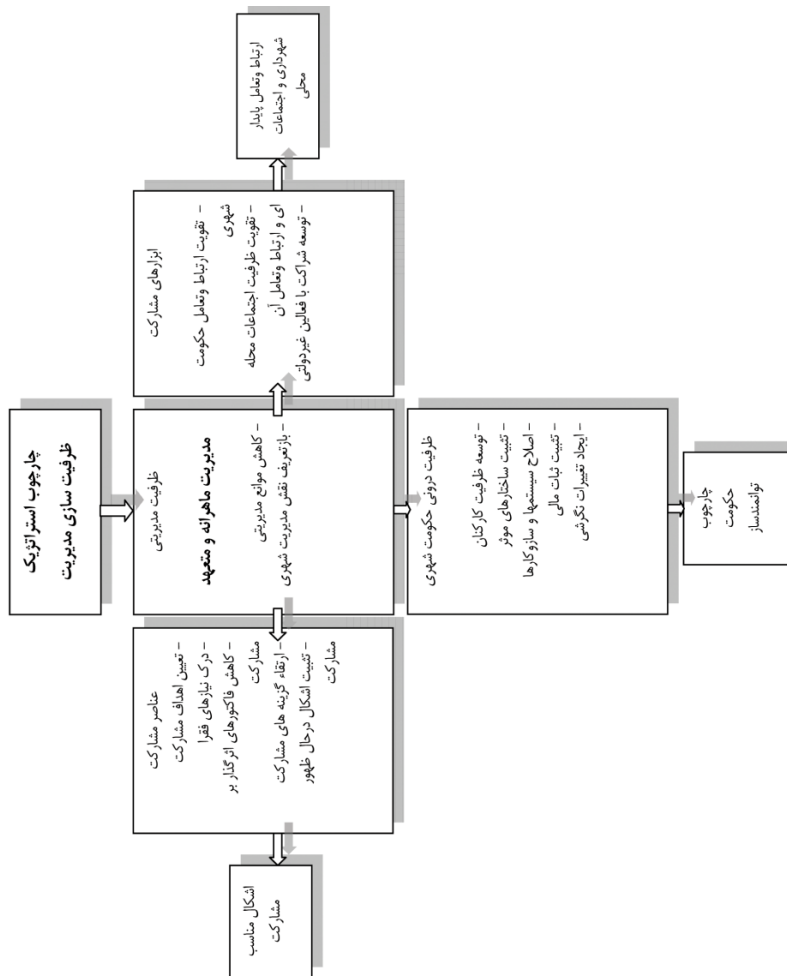 چارچوب استراتژیک
ظرفیت سازی مدیریت
ارتباط وتعامل پایدار
شهرداری و اجتماعات
محلی
ابزارهای مشارکت
- تقویت ارتباط وتعامل حکومت
شهری
- تقویت ظرفیت اجتماعات محله
ای و ارتباط وتعامل آن
- توسعه شراکت با فعالین غیردولتی
ظرفیت مدیریتی
مدیریت ماهرانه و متعهد
- کاهش موانع مدیریتی
- بازتعریف نقش مدیریت شهری
عناصر مشارکت
- تعیین اهداف مشارکت
- درک نیازهای فقرا
- کاهش فاکتورهای اثرگذار بر
مشارکت
- ارتقاء گزینه های مشارکت
- تثبیت اشکال درحال ظهور
مشارکت
اشکال مناسب
مشارکت
ظرفیت درونی حکومت شهری
- توسعه ظرفیت کارکنان
- تثبیت ساختارهای موثر
- اصلاح سیستمها و سازوکارها
- تثبیت ثبات مالی
- ایجاد تغییرات نگرشی
چارچوب
حکومت
توانمندساز